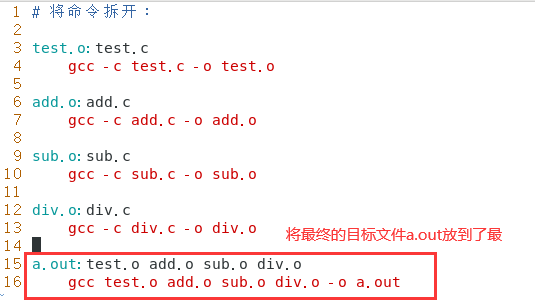 1 # 将命令拆开：
2
3 test.o:test.c
4 gcc -c test.c -o test.o
5
6 add.o:add.c
7 gcc -c add.c -o add.o
8
9 sub.o:sub.c
10 gcc -c sub.c -o sub.o
11
12 div.o:div.c
13 gcc -c div.c -o div.o
将最终的目标文件a.out放到了最
14
15 a.out:test.o add.o sub.o div.o
16 gcc test.o add.o sub.o div.o -o a.out